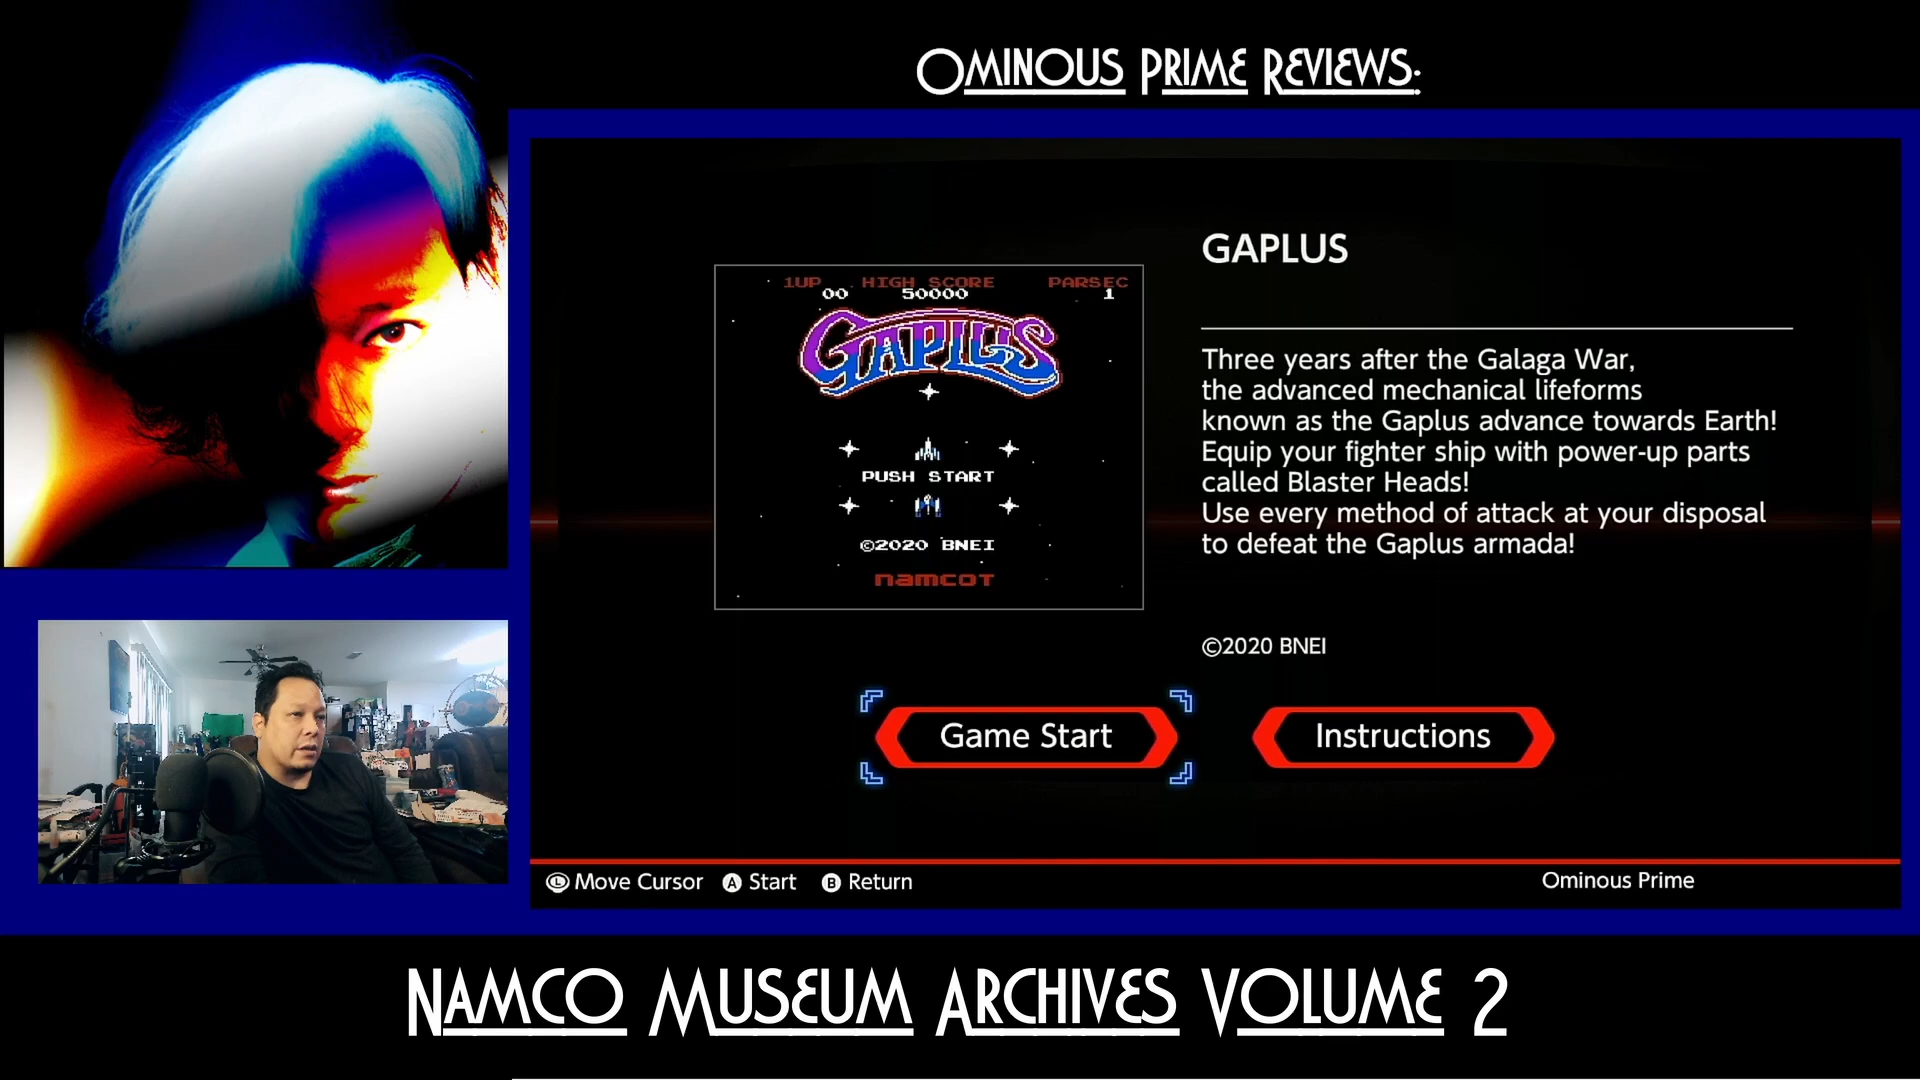 Ominous Prime Reviews:
GAPLUS
1UP HIGH SCORE PARSEC
00 50000 1
GAPLUS
PUSH START
©2020 BNEI
namcot
Three years after the Galaga War,
the advanced mechanical lifeforms
known as the Gaplus advance towards Earth!
Equip your fighter ship with power-up parts
called Blaster Heads!
Use every method of attack at your disposal
to defeat the Gaplus armada!
©2020 BNEI
Game Start
Instructions
L Move Cursor A Start B Return
Ominous Prime
Namco Museum Archives Volume 2